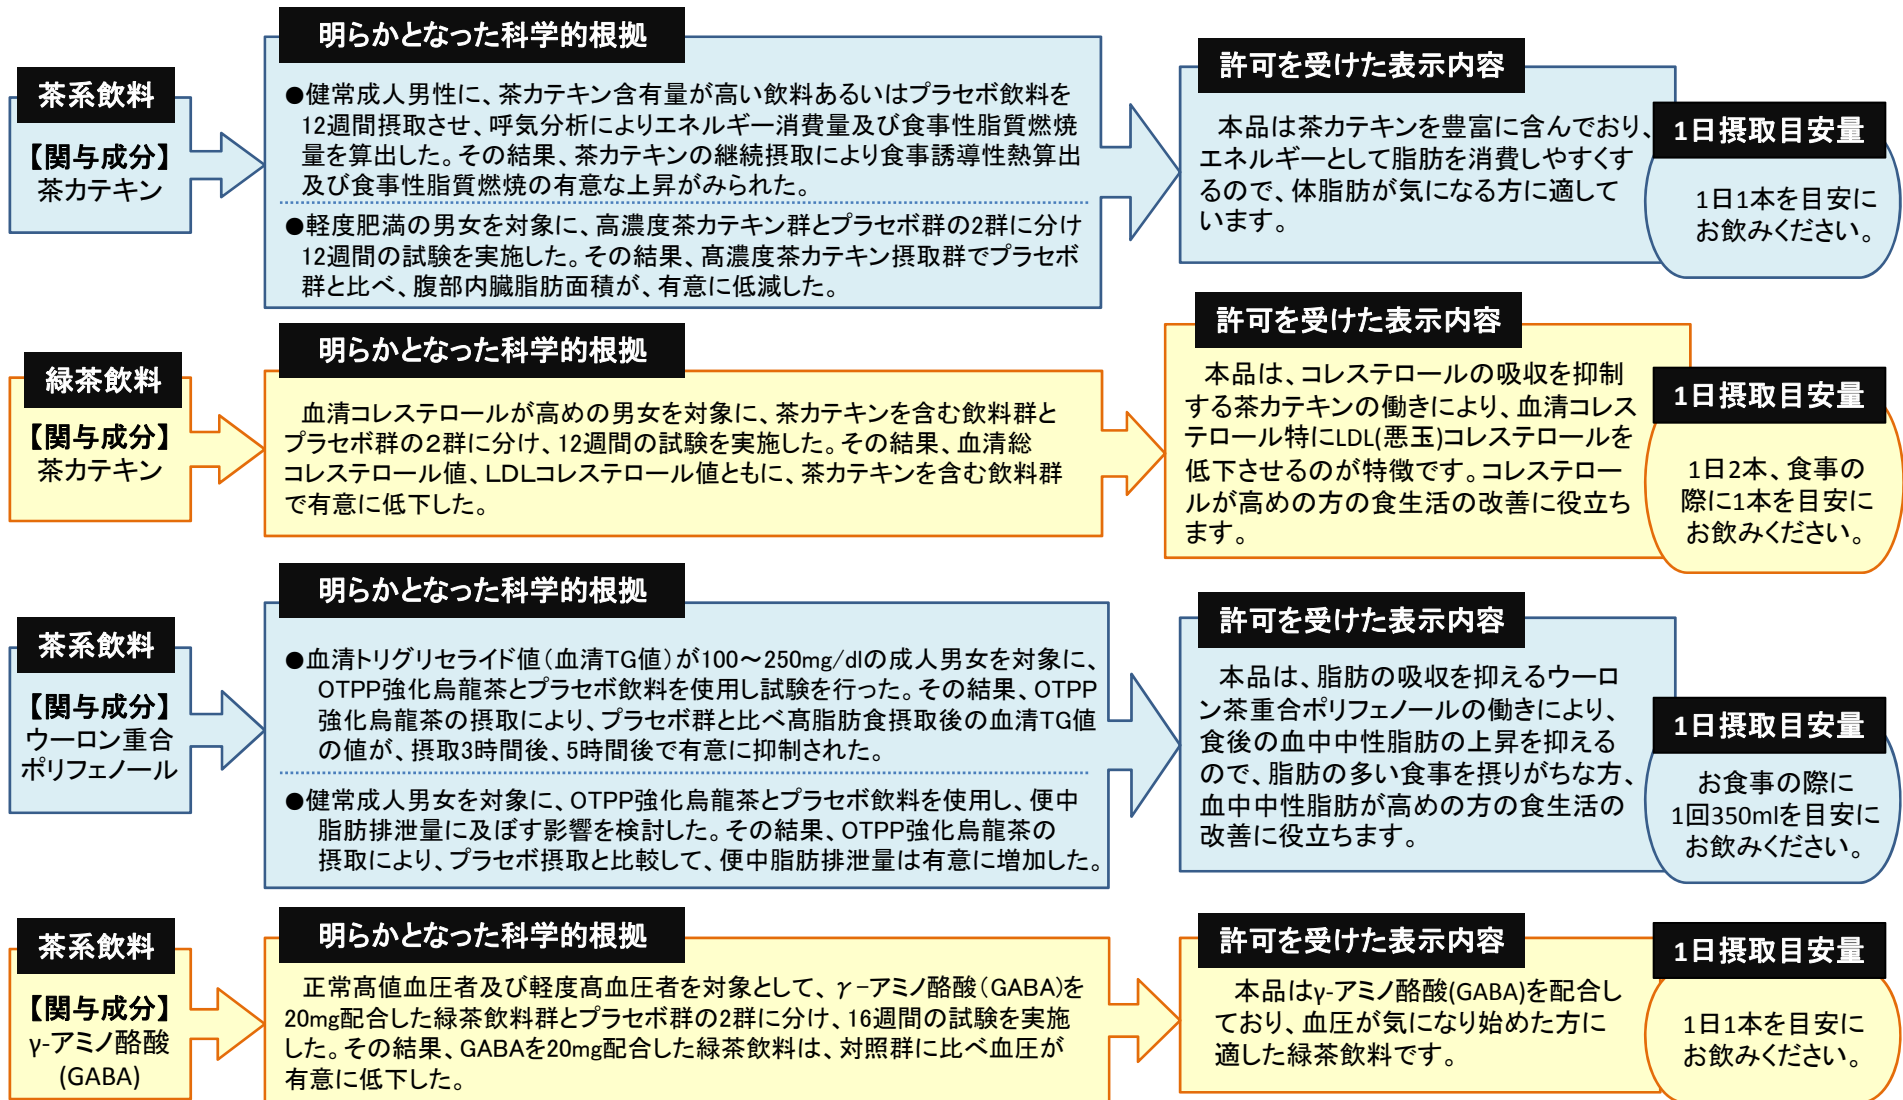 茶系飲料
【関与成分】
茶カテキン
明らかとなった科学的根拠
●健常成人男性に、茶カテキン含有量が高い飲料あるいはプラセボ飲料を
12週間摂取させ、呼気分析によりエネルギー消費量及び食事性脂質燃焼
量を算出した。その結果、茶カテキンの継続摂取により食事誘導性熱算出
及び食事性脂質燃焼の有意な上昇がみられた。
●軽度肥満の男女を対象に、高濃度茶カテキン群とプラセボ群の2群に分け
12週間の試験を実施した。その結果、髙濃度茶カテキン摂取群でプラセボ
群と比べ、腹部内臓脂肪面積が、有意に低減した。
許可を受けた表示内容
本品は茶カテキンを豊富に含んでおり、
エネルギーとして脂肪を消費しやすくす
るので、体脂肪が気になる方に適して
います。
1日摂取目安量
1日1本を目安に
お飲みください。
緑茶飲料
【関与成分】
茶カテキン
明らかとなった科学的根拠
血清コレステロールが高めの男女を対象に、茶カテキンを含む飲料群と
プラセボ群の２群に分け、12週間の試験を実施した。その結果、血清総
コレステロール値、ＬＤＬコレステロール値ともに、茶カテキンを含む飲料群
で有意に低下した。
許可を受けた表示内容
本品は、コレステロールの吸収を抑制
する茶カテキンの働きにより、血清コレス
テロール特にLDL(悪玉)コレステロールを
低下させるのが特徴です。コレステロー
ルが高めの方の食生活の改善に役立ち
ます。
1日摂取目安量
1日2本、食事の
際に1本を目安に
お飲みください。
茶系飲料
【関与成分】
ウーロン重合
ポリフェノール
明らかとなった科学的根拠
●血清トリグリセライド値（血清TG値）が100～250mg/dlの成人男女を対象に、
OTPP強化烏龍茶とプラセボ飲料を使用し試験を行った。その結果、OTPP
強化烏龍茶の摂取により、プラセボ群と比べ髙脂肪食摂取後の血清TG値
の値が、摂取3時間後、5時間後で有意に抑制された。
●健常成人男女を対象に、OTPP強化烏龍茶とプラセボ飲料を使用し、便中
脂肪排泄量に及ぼす影響を検討した。その結果、OTPP強化烏龍茶の
摂取により、プラセボ摂取と比較して、便中脂肪排泄量は有意に増加した。
許可を受けた表示内容
本品は、脂肪の吸収を抑えるウーロ
ン茶重合ポリフェノールの働きにより、
食後の血中中性脂肪の上昇を抑える
ので、脂肪の多い食事を摂りがちな方、
血中中性脂肪が高めの方の食生活の
改善に役立ちます。
1日摂取目安量
お食事の際に
1回350mlを目安に
お飲みください。
茶系飲料
【関与成分】
γ-アミノ酪酸
(GABA)
明らかとなった科学的根拠
正常髙値血圧者及び軽度髙血圧者を対象として、γ-アミノ酪酸（GABA)を
20mg配合した緑茶飲料群とプラセボ群の2群に分け、16週間の試験を実施
した。その結果、GABAを20mg配合した緑茶飲料は、対照群に比べ血圧が
有意に低下した。
許可を受けた表示内容
本品はγ-アミノ酪酸(GABA)を配合し
ており、血圧が気になり始めた方に
適した緑茶飲料です。
1日摂取目安量
1日1本を目安に
お飲みください。